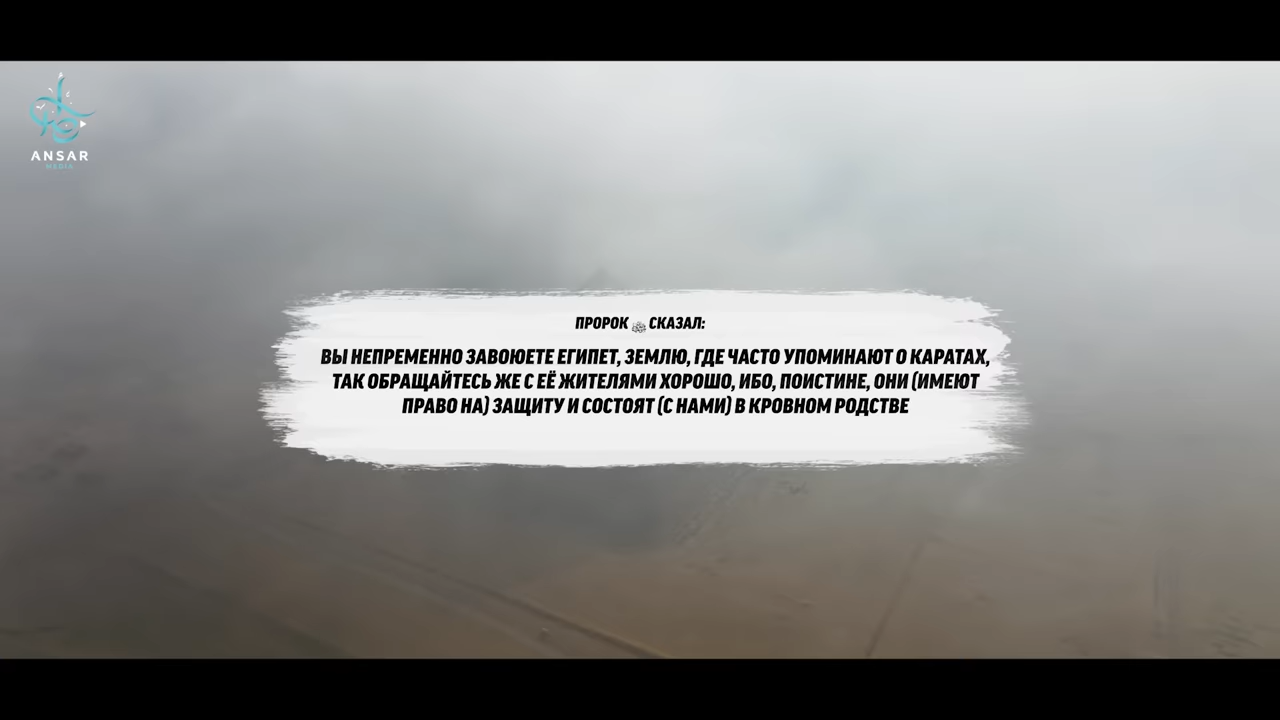 ANSAR
MEDIA
ПРОРОК ﷺ СКАЗАЛ:
ВЫ НЕПРЕМЕННО ЗАВОЮЕТЕ ЕГИПЕТ, ЗЕМЛЮ, ГДЕ ЧАСТО УПОМИНАЮТ О КАРАТАХ,
ТАК ОБРАЩАЙТЕСЬ ЖЕ С ЕЁ ЖИТЕЛЯМИ ХОРОШО, ИБО, ПОИСТИНЕ, ОНИ (ИМЕЮТ
ПРАВО НА) ЗАЩИТУ И СОСТОЯТ (С НАМИ) В КРОВНОМ РОДСТВЕ